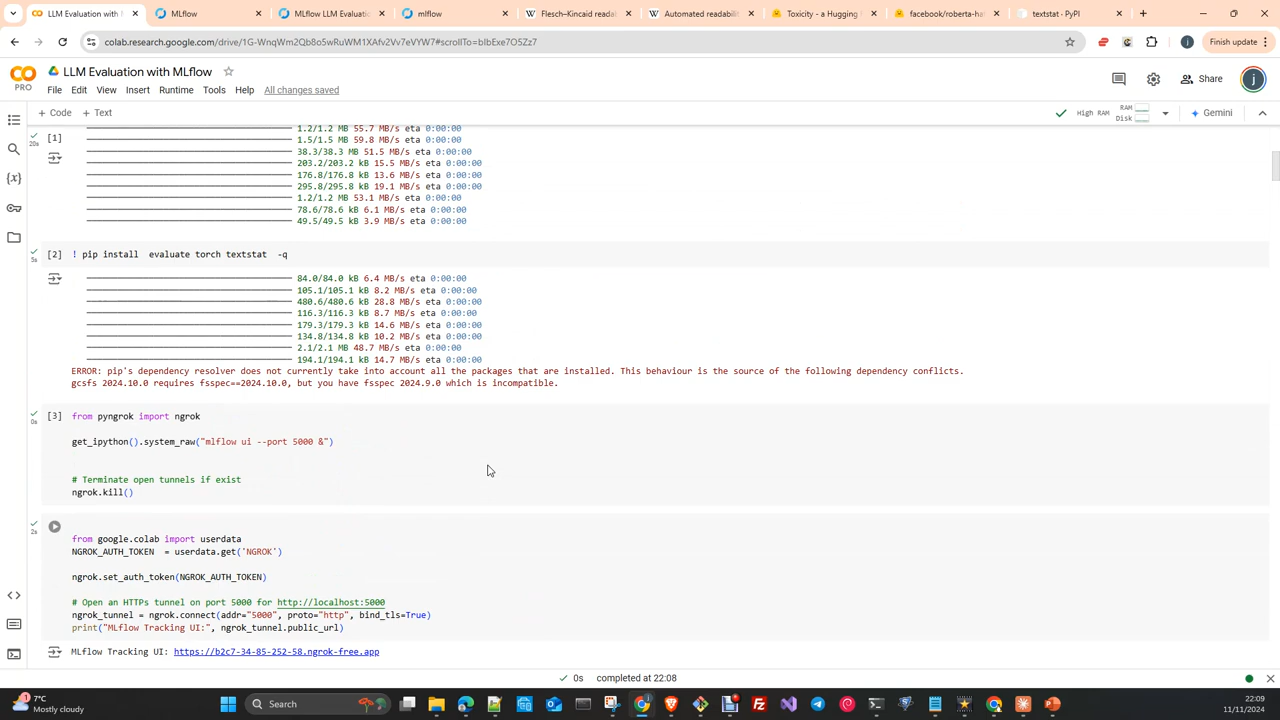 LLM Evaluation with ML
MLflow
MLflow LLM Evaluatio
mlflow
Flesch–Kincaid readab
Automated readability
Toxicity - a Hugging F
facebook/roberta-hat
textstat · PyPI
colab.research.google.com/drive/1G-WnqWm2Qb8o5wRuWM1XAfv2Vv7eVYW7#scrollTo=bIbExe7O5Zz7
Finish update
LLM Evaluation with MLflow
PRO
File Edit View Insert Runtime Tools Help All changes saved
Share
+ Code + Text
High RAM
RAM
Disk
Gemini
1.2/1.2 MB 55.7 MB/s eta 0:00:00
[1]
20s
1.5/1.5 MB 59.8 MB/s eta 0:00:00
38.3/38.3 MB 51.5 MB/s eta 0:00:00
203.2/203.2 kB 15.5 MB/s eta 0:00:00
176.8/176.8 kB 13.6 MB/s eta 0:00:00
295.8/295.8 kB 19.1 MB/s eta 0:00:00
1.2/1.2 MB 53.1 MB/s eta 0:00:00
78.6/78.6 kB 6.1 MB/s eta 0:00:00
49.5/49.5 kB 3.9 MB/s eta 0:00:00
[2] ! pip install evaluate torch textstat -q
5s
84.0/84.0 kB 6.4 MB/s eta 0:00:00
105.1/105.1 kB 8.2 MB/s eta 0:00:00
480.6/480.6 kB 28.8 MB/s eta 0:00:00
116.3/116.3 kB 8.7 MB/s eta 0:00:00
179.3/179.3 kB 14.6 MB/s eta 0:00:00
134.8/134.8 kB 10.2 MB/s eta 0:00:00
2.1/2.1 MB 48.7 MB/s eta 0:00:00
194.1/194.1 kB 14.7 MB/s eta 0:00:00
ERROR: pip's dependency resolver does not currently take into account all the packages that are installed. This behaviour is the source of the following dependency conflicts.
gcsfs 2024.10.0 requires fsspec==2024.10.0, but you have fsspec 2024.9.0 which is incompatible.
[3] from pyngrok import ngrok
0s
get_ipython().system_raw("mlflow ui --port 5000 &")
# Terminate open tunnels if exist
ngrok.kill()
2s
from google.colab import userdata
NGROK_AUTH_TOKEN = userdata.get('NGROK')
ngrok.set_auth_token(NGROK_AUTH_TOKEN)
# Open an HTTPs tunnel on port 5000 for http://localhost:5000
ngrok_tunnel = ngrok.connect(addr="5000", proto="http", bind_tls=True)
print("MLflow Tracking UI:", ngrok_tunnel.public_url)
MLflow Tracking UI: https://b2c7-34-85-252-58.ngrok-free.app
0s completed at 22:08
7°C
Mostly cloudy
Search
22:09
11/11/2024